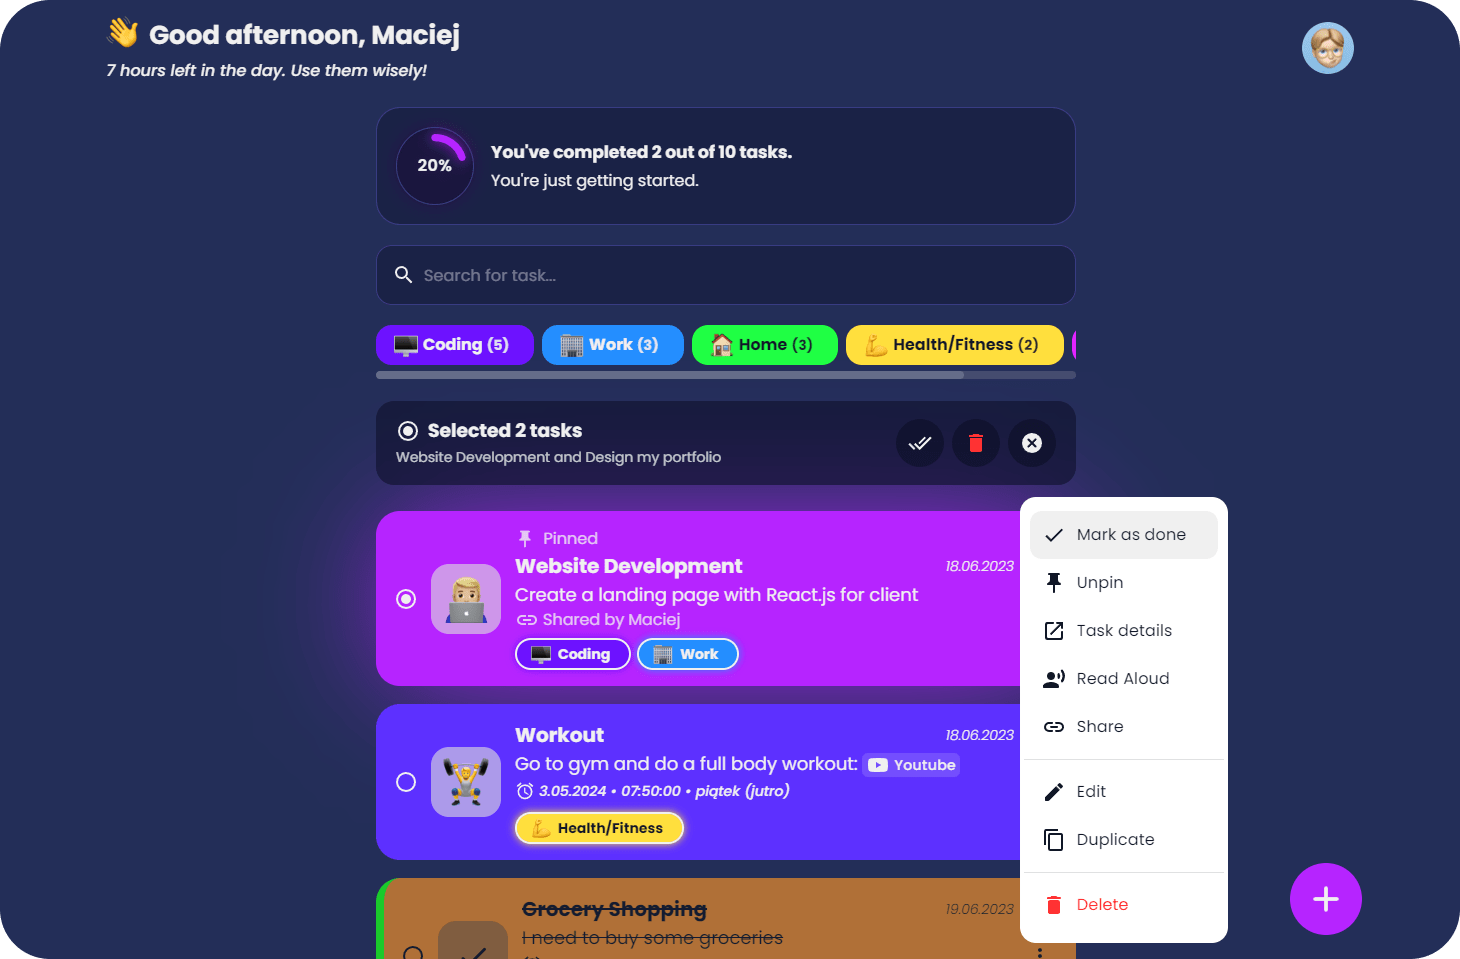 Good afternoon, Maciej
7 hours left in the day. Use them wisely!
20%
You've completed 2 out of 10 tasks.
You're just getting started.
Search for task...
Coding (5)
Work (3)
Home (3)
Health/Fitness (2)
Selected 2 tasks
Website Development and Design my portfolio
Pinned
Website Development
18.06.2023
Create a landing page with React.js for client
Shared by Maciej
Coding
Work
Workout
18.06.2023
Go to gym and do a full body workout: Youtube
3.05.2024 • 07:50:00 • piątek (jutro)
Health/Fitness
Grocery Shopping
19.06.2023
I need to buy some groceries
Mark as done
Unpin
Task details
Read Aloud
Share
Edit
Duplicate
Delete